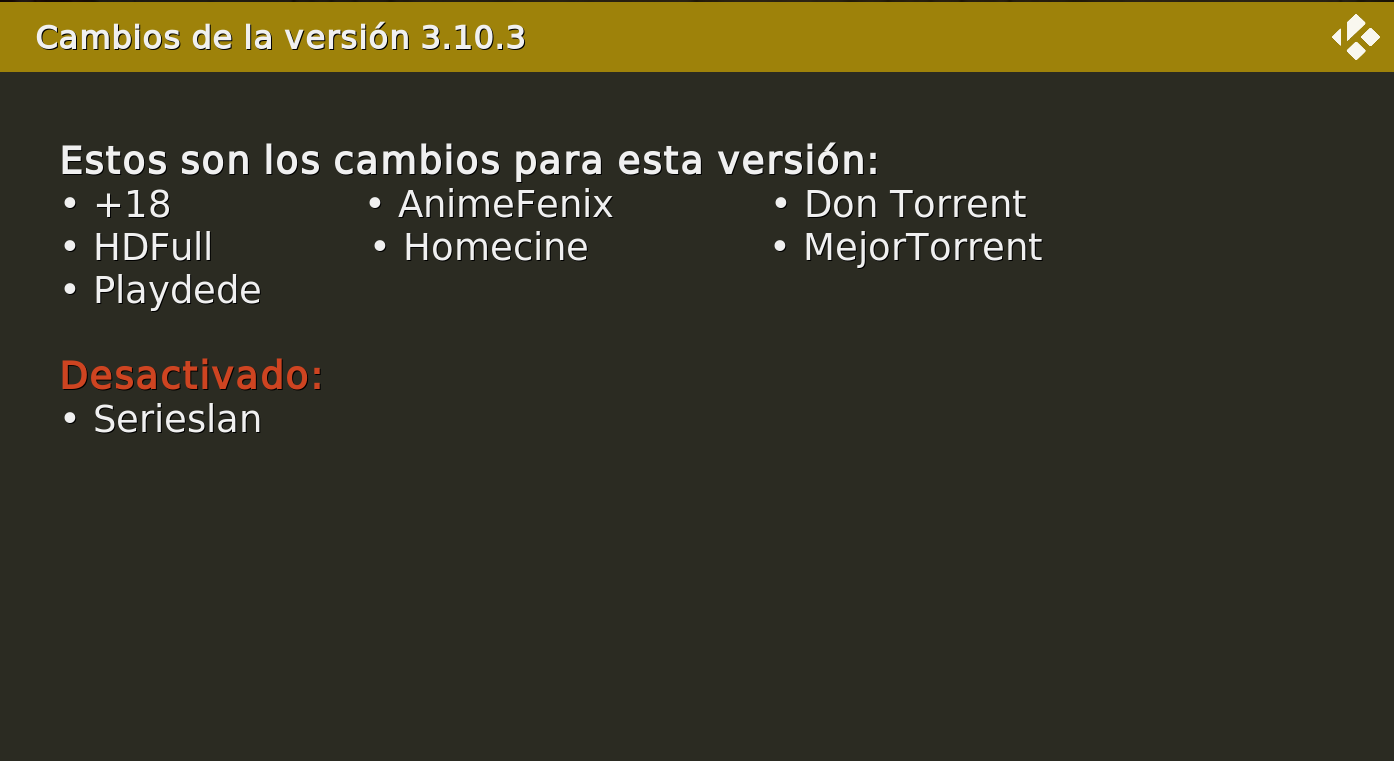 Cambios de la versión 3.10.3
Estos son los cambios para esta versión:
• +18 • AnimeFenix • Don Torrent
• HDFull • Homecine • MejorTorrent
• Playdede
Desactivado:
• Serieslan